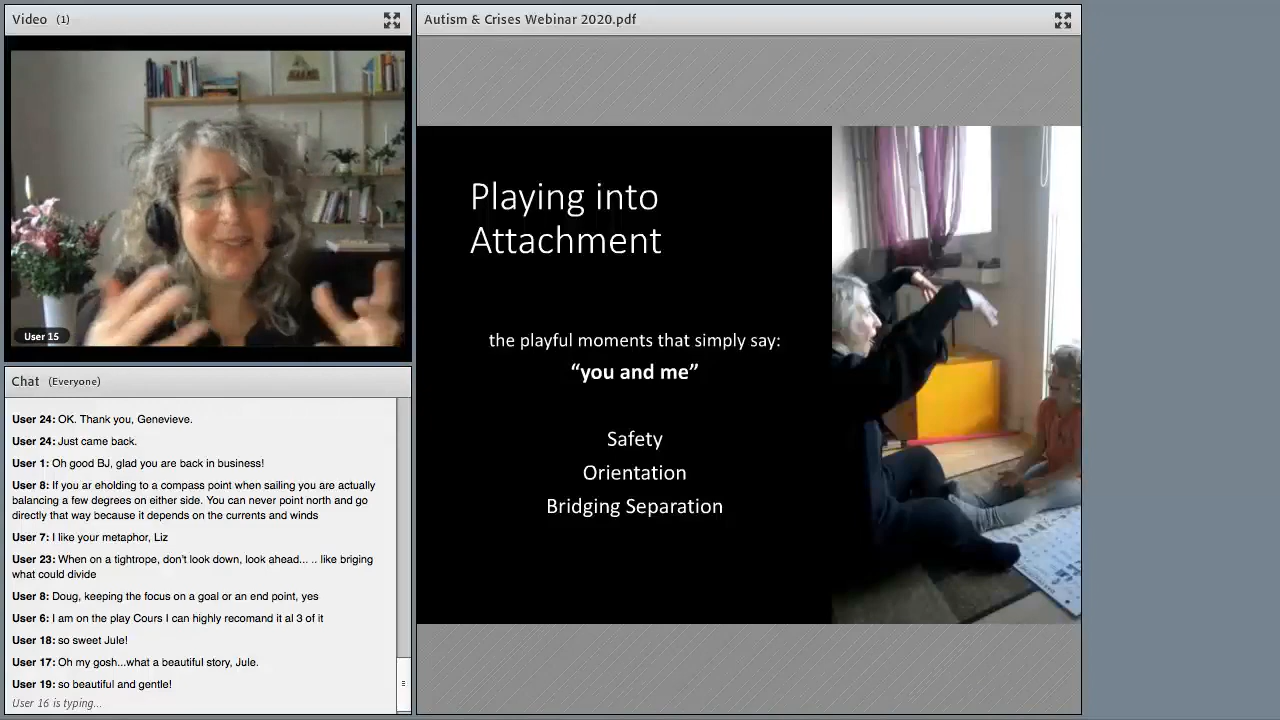 Video (1)
User 15
Chat (Everyone)
User 24: OK. Thank you, Genevieve.
User 24: Just came back.
User 1: Oh good BJ, glad you are back in business!
User 8: If you ar eholding to a compass point when sailing you are actually
balancing a few degrees on either side. You can never point north and go
directly that way because it depends on the currents and winds
User 7: I like your metaphor, Liz
User 23: When on a tightrope, don't look down, look ahead... .. like briging
what could divide
User 8: Doug, keeping the focus on a goal or an end point, yes
User 6: I am on the play Cours I can highly recomand it al 3 of it
User 18: so sweet Jule!
User 17: Oh my gosh...what a beautiful story, Jule.
User 19: so beautiful and gentle!
User 16 is typing...
Autism & Crises Webinar 2020.pdf
Playing into
Attachment
the playful moments that simply say:
“you and me”
Safety
Orientation
Bridging Separation